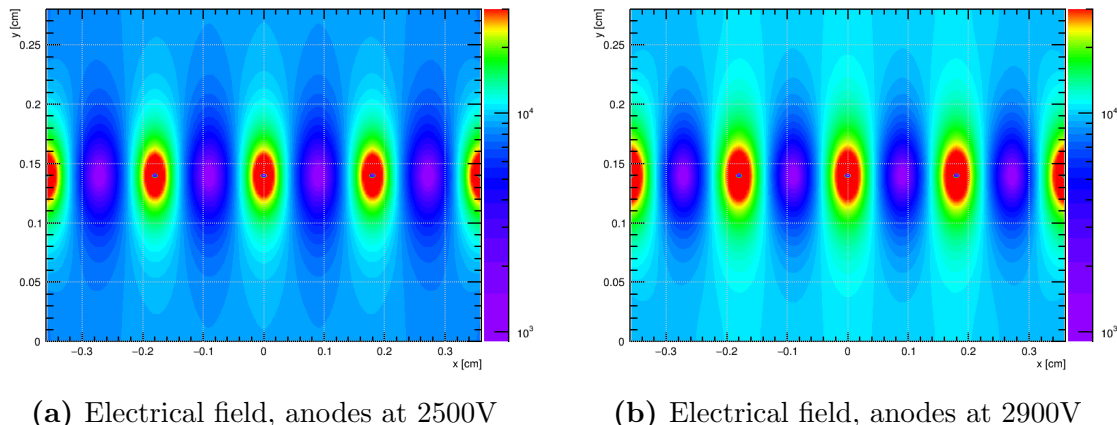 y [cm]
0.25
0.2
0.15
0.1
0.05
0
−0.3 −0.2 −0.1 0 0.1 0.2 0.3
x [cm]
10⁴
10³
(a) Electrical field, anodes at 2500V
y [cm]
0.25
0.2
0.15
0.1
0.05
0
−0.3 −0.2 −0.1 0 0.1 0.2 0.3
x [cm]
10⁴
10³
(b) Electrical field, anodes at 2900V